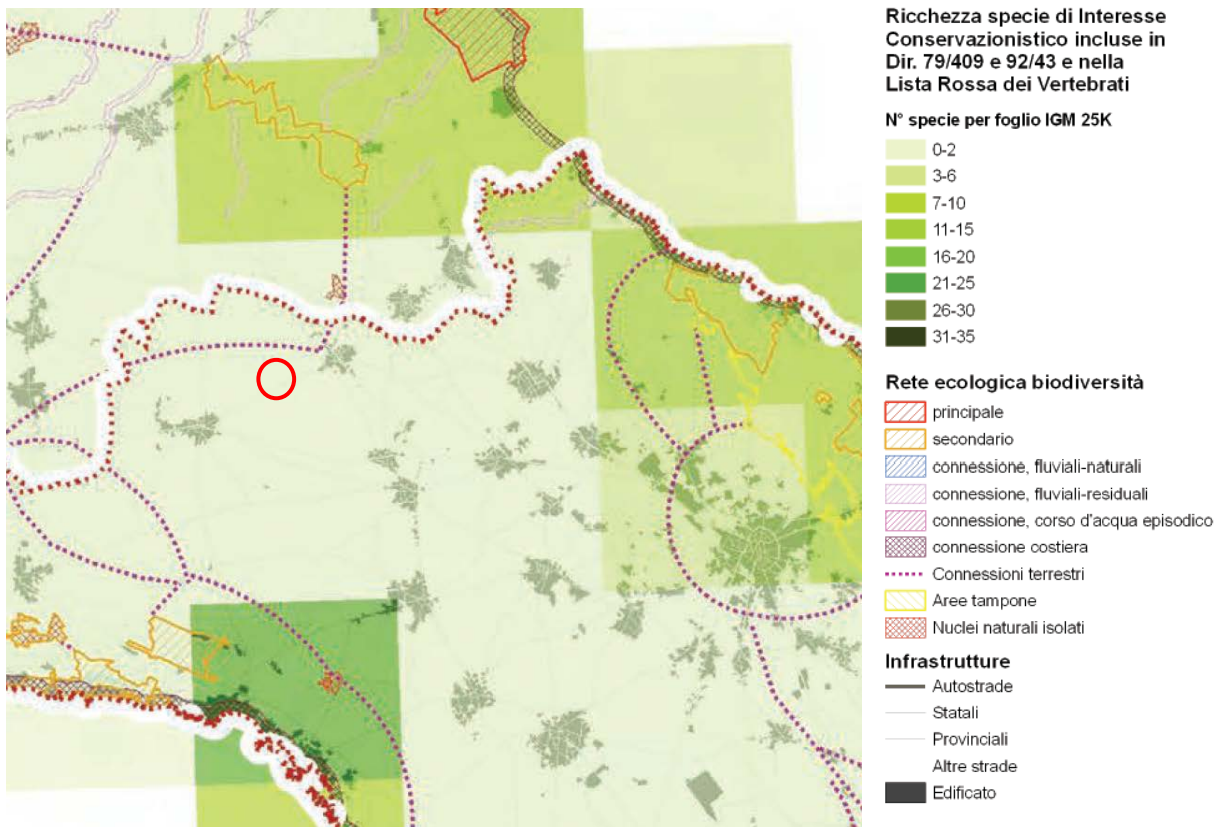 Ricchezza specie di Interesse
Conservazionistico incluse in
Dir. 79/409 e 92/43 e nella
Lista Rossa dei Vertebrati
N° specie per foglio IGM 25K
0-2
3-6
7-10
11-15
16-20
21-25
26-30
31-35
Rete ecologica biodiversità
principale
secondario
connessione, fluviali-naturali
connessione, fluviali-residuali
connessione, corso d'acqua episodico
connessione costiera
Connessioni terrestri
Aree tampone
Nuclei naturali isolati
Infrastrutture
Autostrade
Statali
Provinciali
Altre strade
Edificato